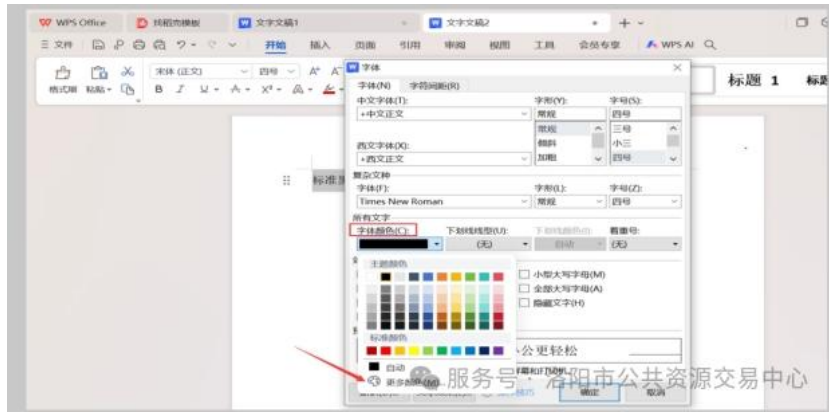 WPS Office 找稻壳模板 文字文稿1 文字文稿2
文件 开始 插入 页面 引用 审阅 视图 工具 会员专享 WPS AI
格式刷 粘贴 宋体 (正文) 四号 标题 1 标题
字体
字体(N) 字符间距(R)
中文字体(T): 字形(Y): 字号(S):
+中文正文 常规 四号
常规 三号
倾斜 小三
西文字体(X):
+西文正文 加粗 四号
复杂文种
字体(F): 字形(L): 字号(Z):
Times New Roman 常规 四号
所有文字
字体颜色(C): 下划线线型(U): 下划线颜色(I): 着重号:
(无) 自动 (无)
标准黑
主题颜色
小型大写字母(M)
全部大写字母(A)
隐藏文字(H)
标准颜色
公更轻松
自动
更多颜色(M)...
服务号 · 洛阳市公共资源交易中心
确定 取消